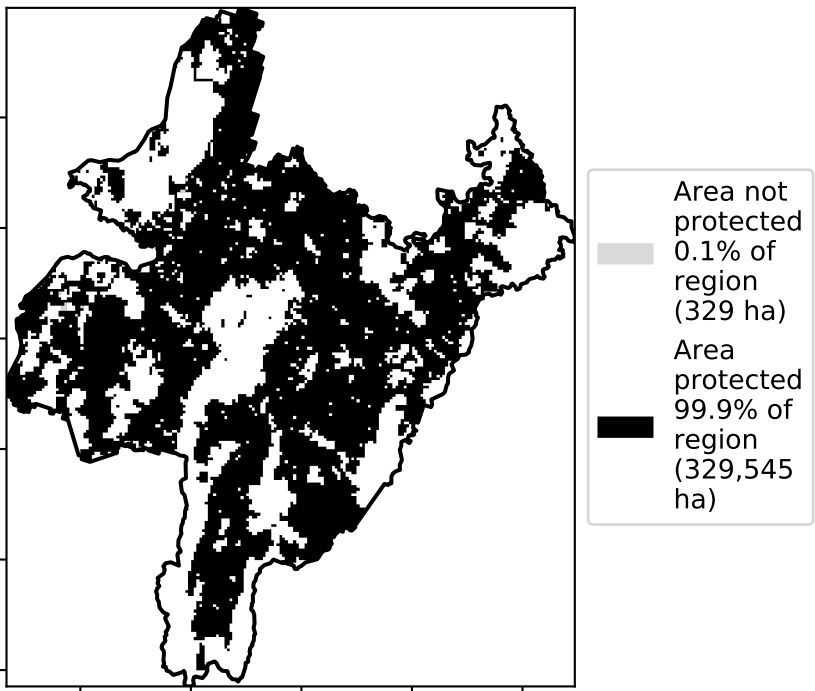 Area not
protected
0.1% of
region
(329 ha)
Area
protected
99.9% of
region
(329,545
ha)